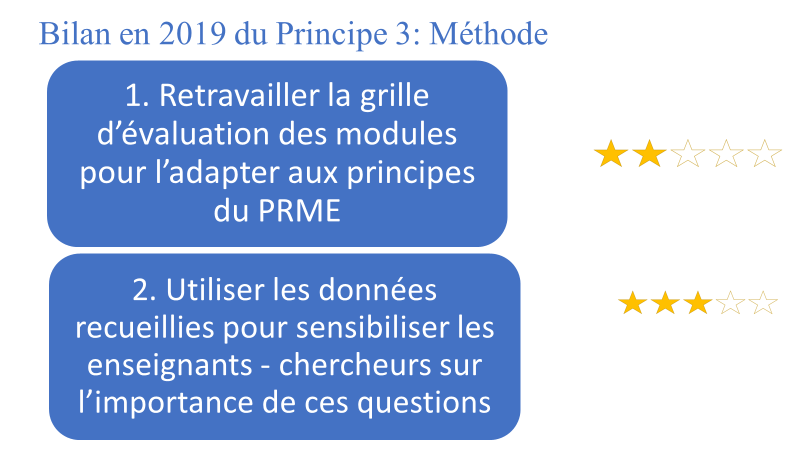 Bilan en 2019 du Principe 3: Méthode
1. Retravailler la grille
d’évaluation des modules
pour l’adapter aux principes
du PRME
2. Utiliser les données
recueillies pour sensibiliser les
enseignants - chercheurs sur
l’importance de ces questions